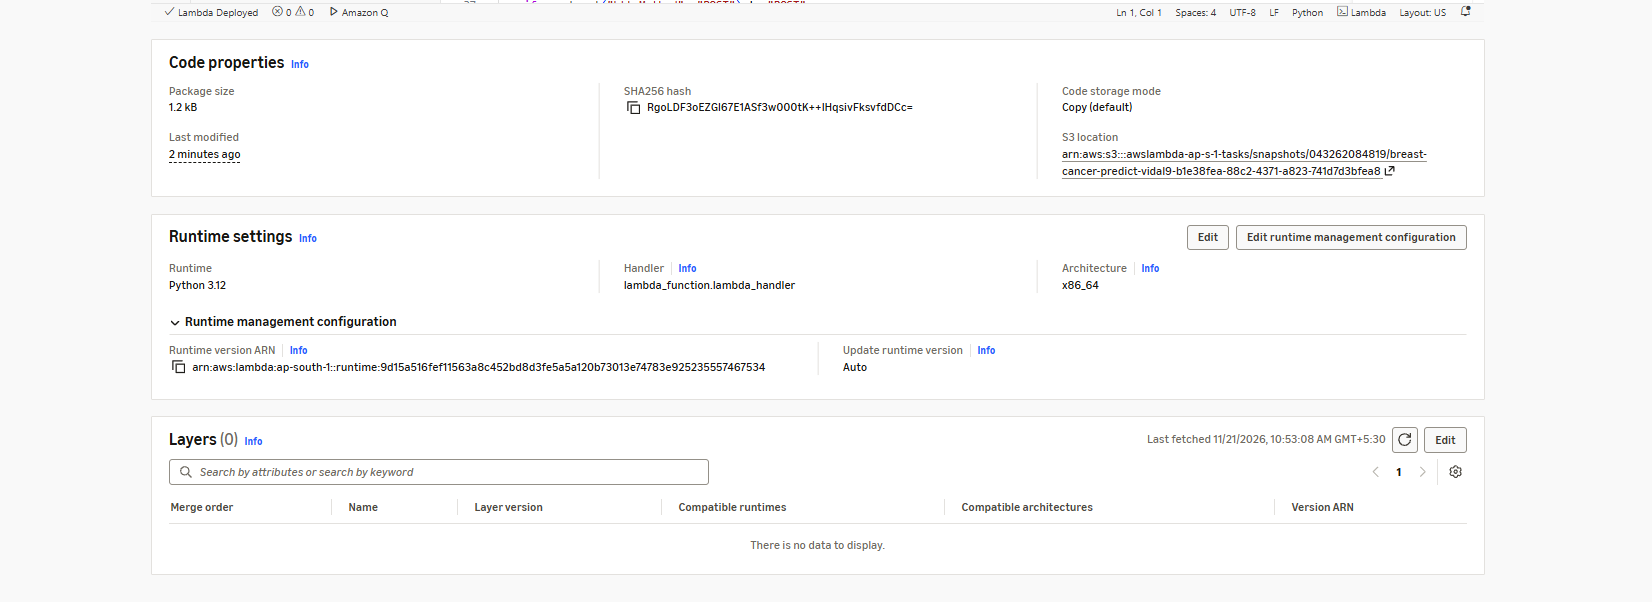 Lambda Deployed 0 0 Amazon Q Ln 1, Col 1 Spaces: 4 UTF-8 LF Python Lambda Layout: US
Code properties Info
Package size
1.2 kB
Last modified
2 minutes ago
SHA256 hash
RgoLDF3oEZGl67E1ASf3w000tK++IHqsivFksvfdDCc=
Code storage mode
Copy (default)
S3 location
arn:aws:s3:::awslambda-ap-s-1-tasks/snapshots/043262084819/breast-
cancer-predict-vidal9-b1e38fea-88c2-4371-a823-741d7d3bfea8
Runtime settings Info
Edit Edit runtime management configuration
Runtime
Python 3.12
Handler Info
lambda_function.lambda_handler
Architecture Info
x86_64
Runtime management configuration
Runtime version ARN Info
arn:aws:lambda:ap-south-1::runtime:9d15a516fef11563a8c452bd8d3fe5a5a120b73013e74783e925235557467534
Update runtime version Info
Auto
Layers (0) Info
Last fetched 11/21/2026, 10:53:08 AM GMT+5:30 Edit
Search by attributes or search by keyword
1
Merge order Name Layer version Compatible runtimes Compatible architectures Version ARN
There is no data to display.